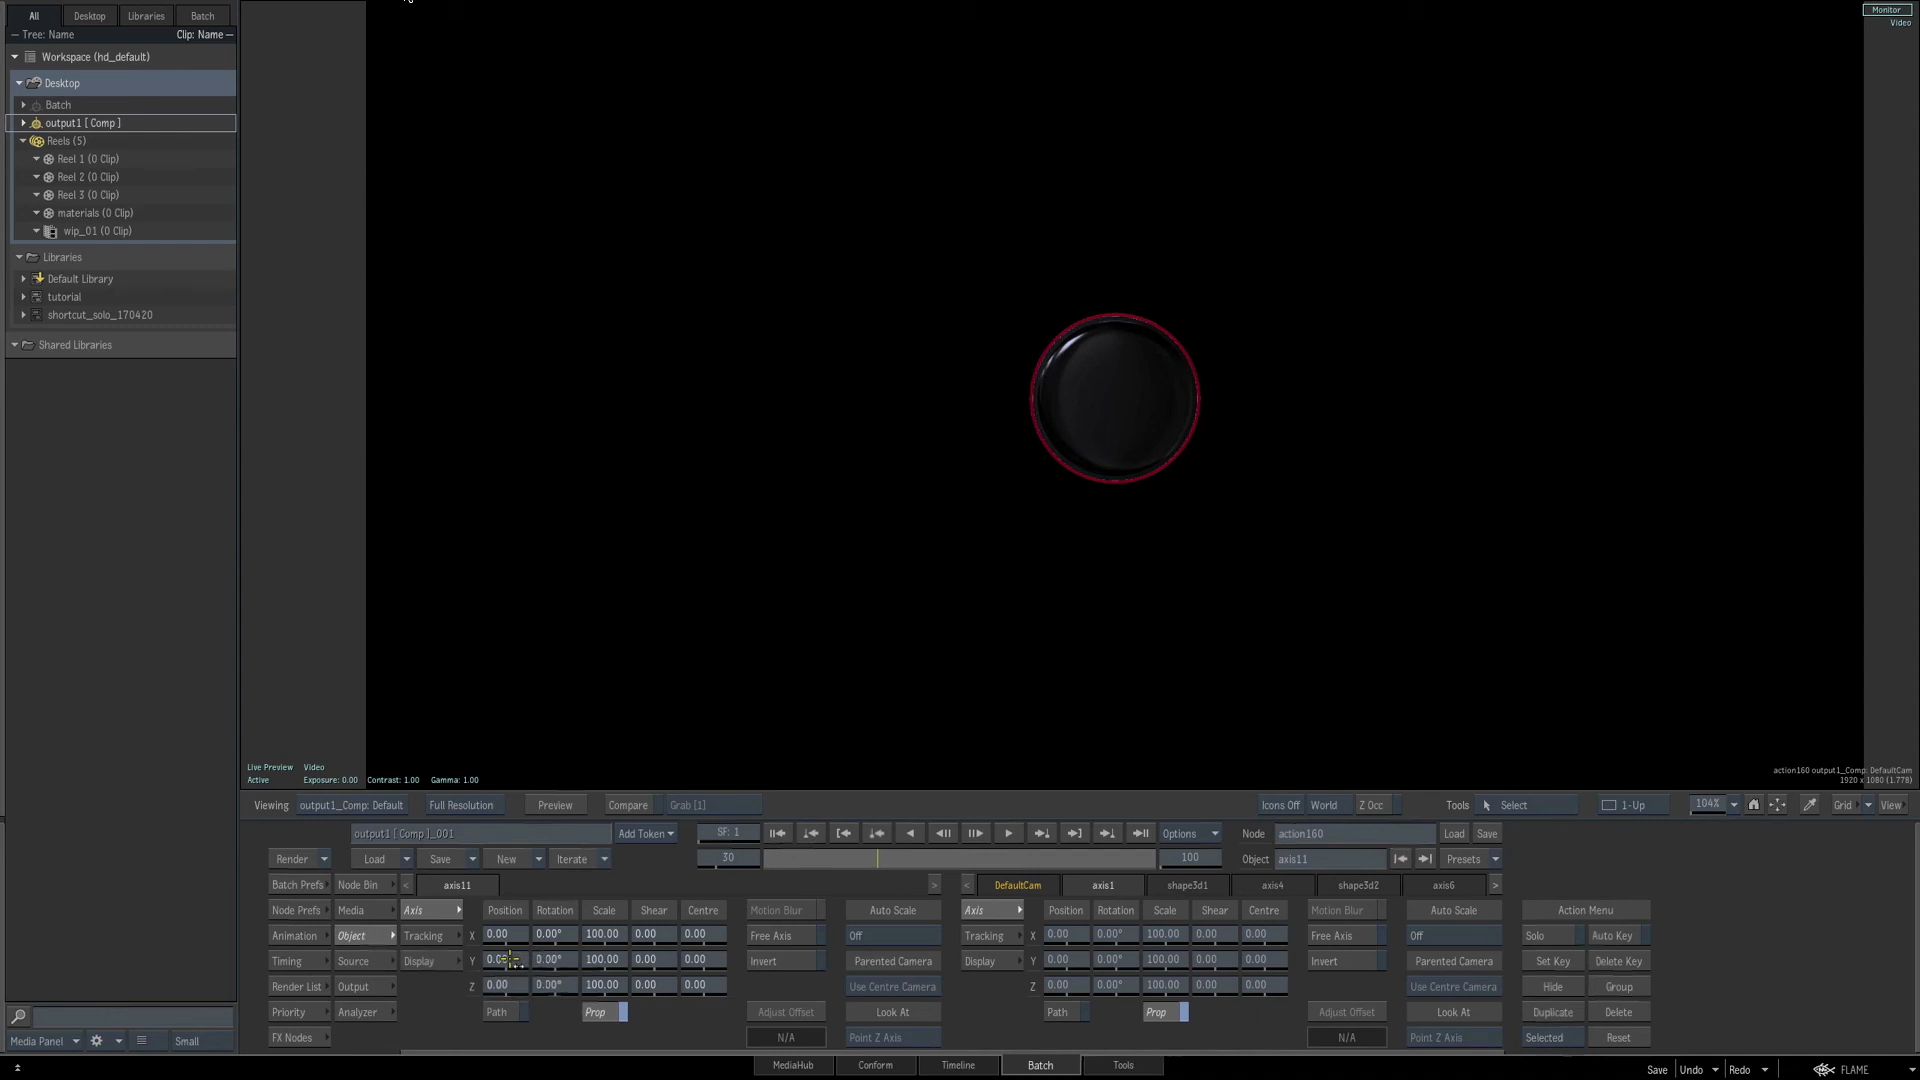 All Desktop Libraries Batch
Tree: Name Clip: Name
Workspace (hd_default)
Desktop
Batch
output1 [ Comp ]
Reels (5)
Reel 1 (0 Clip)
Reel 2 (0 Clip)
Reel 3 (0 Clip)
materials (0 Clip)
wip_01 (0 Clip)
Libraries
Default Library
tutorial
shortcut_solo_170420
Shared Libraries
Monitor
Video
Live Preview Video
Active Exposure: 0.00 Contrast: 1.00 Gamma: 1.00
action160 output1_Comp: DefaultCam
1920 x 1080 (1.778)
Viewing output1_Comp: Default Full Resolution Preview Compare Grab [1] Icons Off World Z Occ Tools Select 1-Up 104% Grid View
output1 [ Comp ]_001 Add Token SF: 1 Options Node action160 Load Save
Render Load Save New Iterate 30 100 Object axis11 Presets
Batch Prefs Node Bin < axis11 > < DefaultCam axis1 shape3d1 axis4 shape3d2 axis6 >
Node Prefs Media Axis Position Rotation Scale Shear Centre Motion Blur Auto Scale Axis Position Rotation Scale Shear Centre Motion Blur Auto Scale Action Menu
Animation Object Tracking X 0.00 0.00° 100.00 0.00 0.00 Free Axis Off Tracking X 0.00 0.00° 100.00 0.00 0.00 Free Axis Off Solo Auto Key
Timing Source Display Y 0.00° 100.00 0.00 0.00 Invert Parented Camera Display Y 0.00 0.00° 100.00 0.00 0.00 Invert Parented Camera Set Key Delete Key
Render List Output Z 0.00 0.00° 100.00 0.00 0.00 Use Centre Camera Z 0.00 0.00° 100.00 0.00 0.00 Use Centre Camera Hide Group
Priority Analyzer Path Prop Adjust Offset Look At Path Prop Adjust Offset Look At Duplicate Delete
FX Nodes N/A Point Z Axis N/A Point Z Axis Selected Reset
Media Panel Small
MediaHub Conform Timeline Batch Tools
Save Undo Redo FLAME